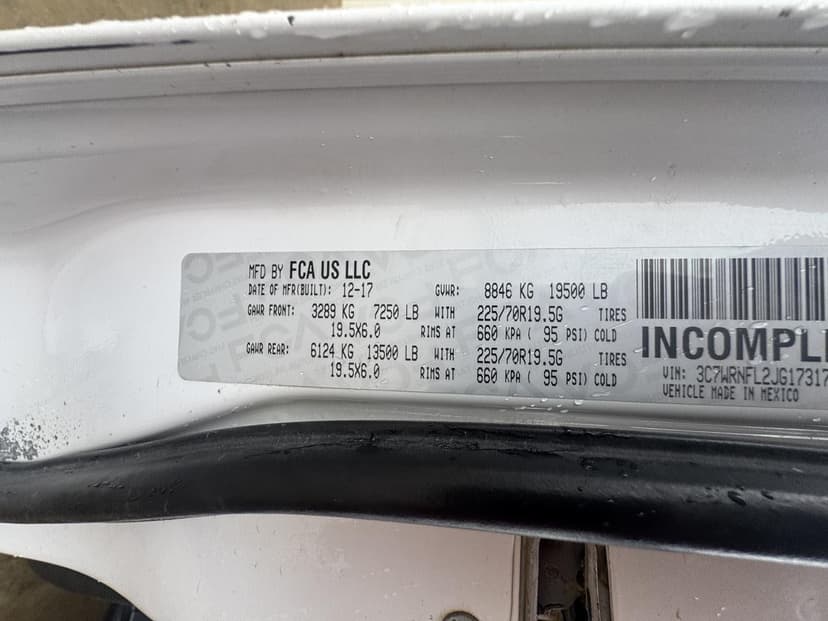 MFD BY FCA US LLC
DATE OF MFR(BUILT): 12-17 GVWR: 8846 KG 19500 LB
GAWR FRONT: 3289 KG 7250 LB WITH 225/70R19.5G TIRES
19.5X6.0 RIMS AT 660 KPA ( 95 PSI) COLD
GAWR REAR: 6124 KG 13500 LB WITH 225/70R19.5G TIRES
19.5X6.0 RIMS AT 660 KPA ( 95 PSI) COLD
INCOMPL
VIN: 3C7WRNFL2JG17317
VEHICLE MADE IN MEXICO